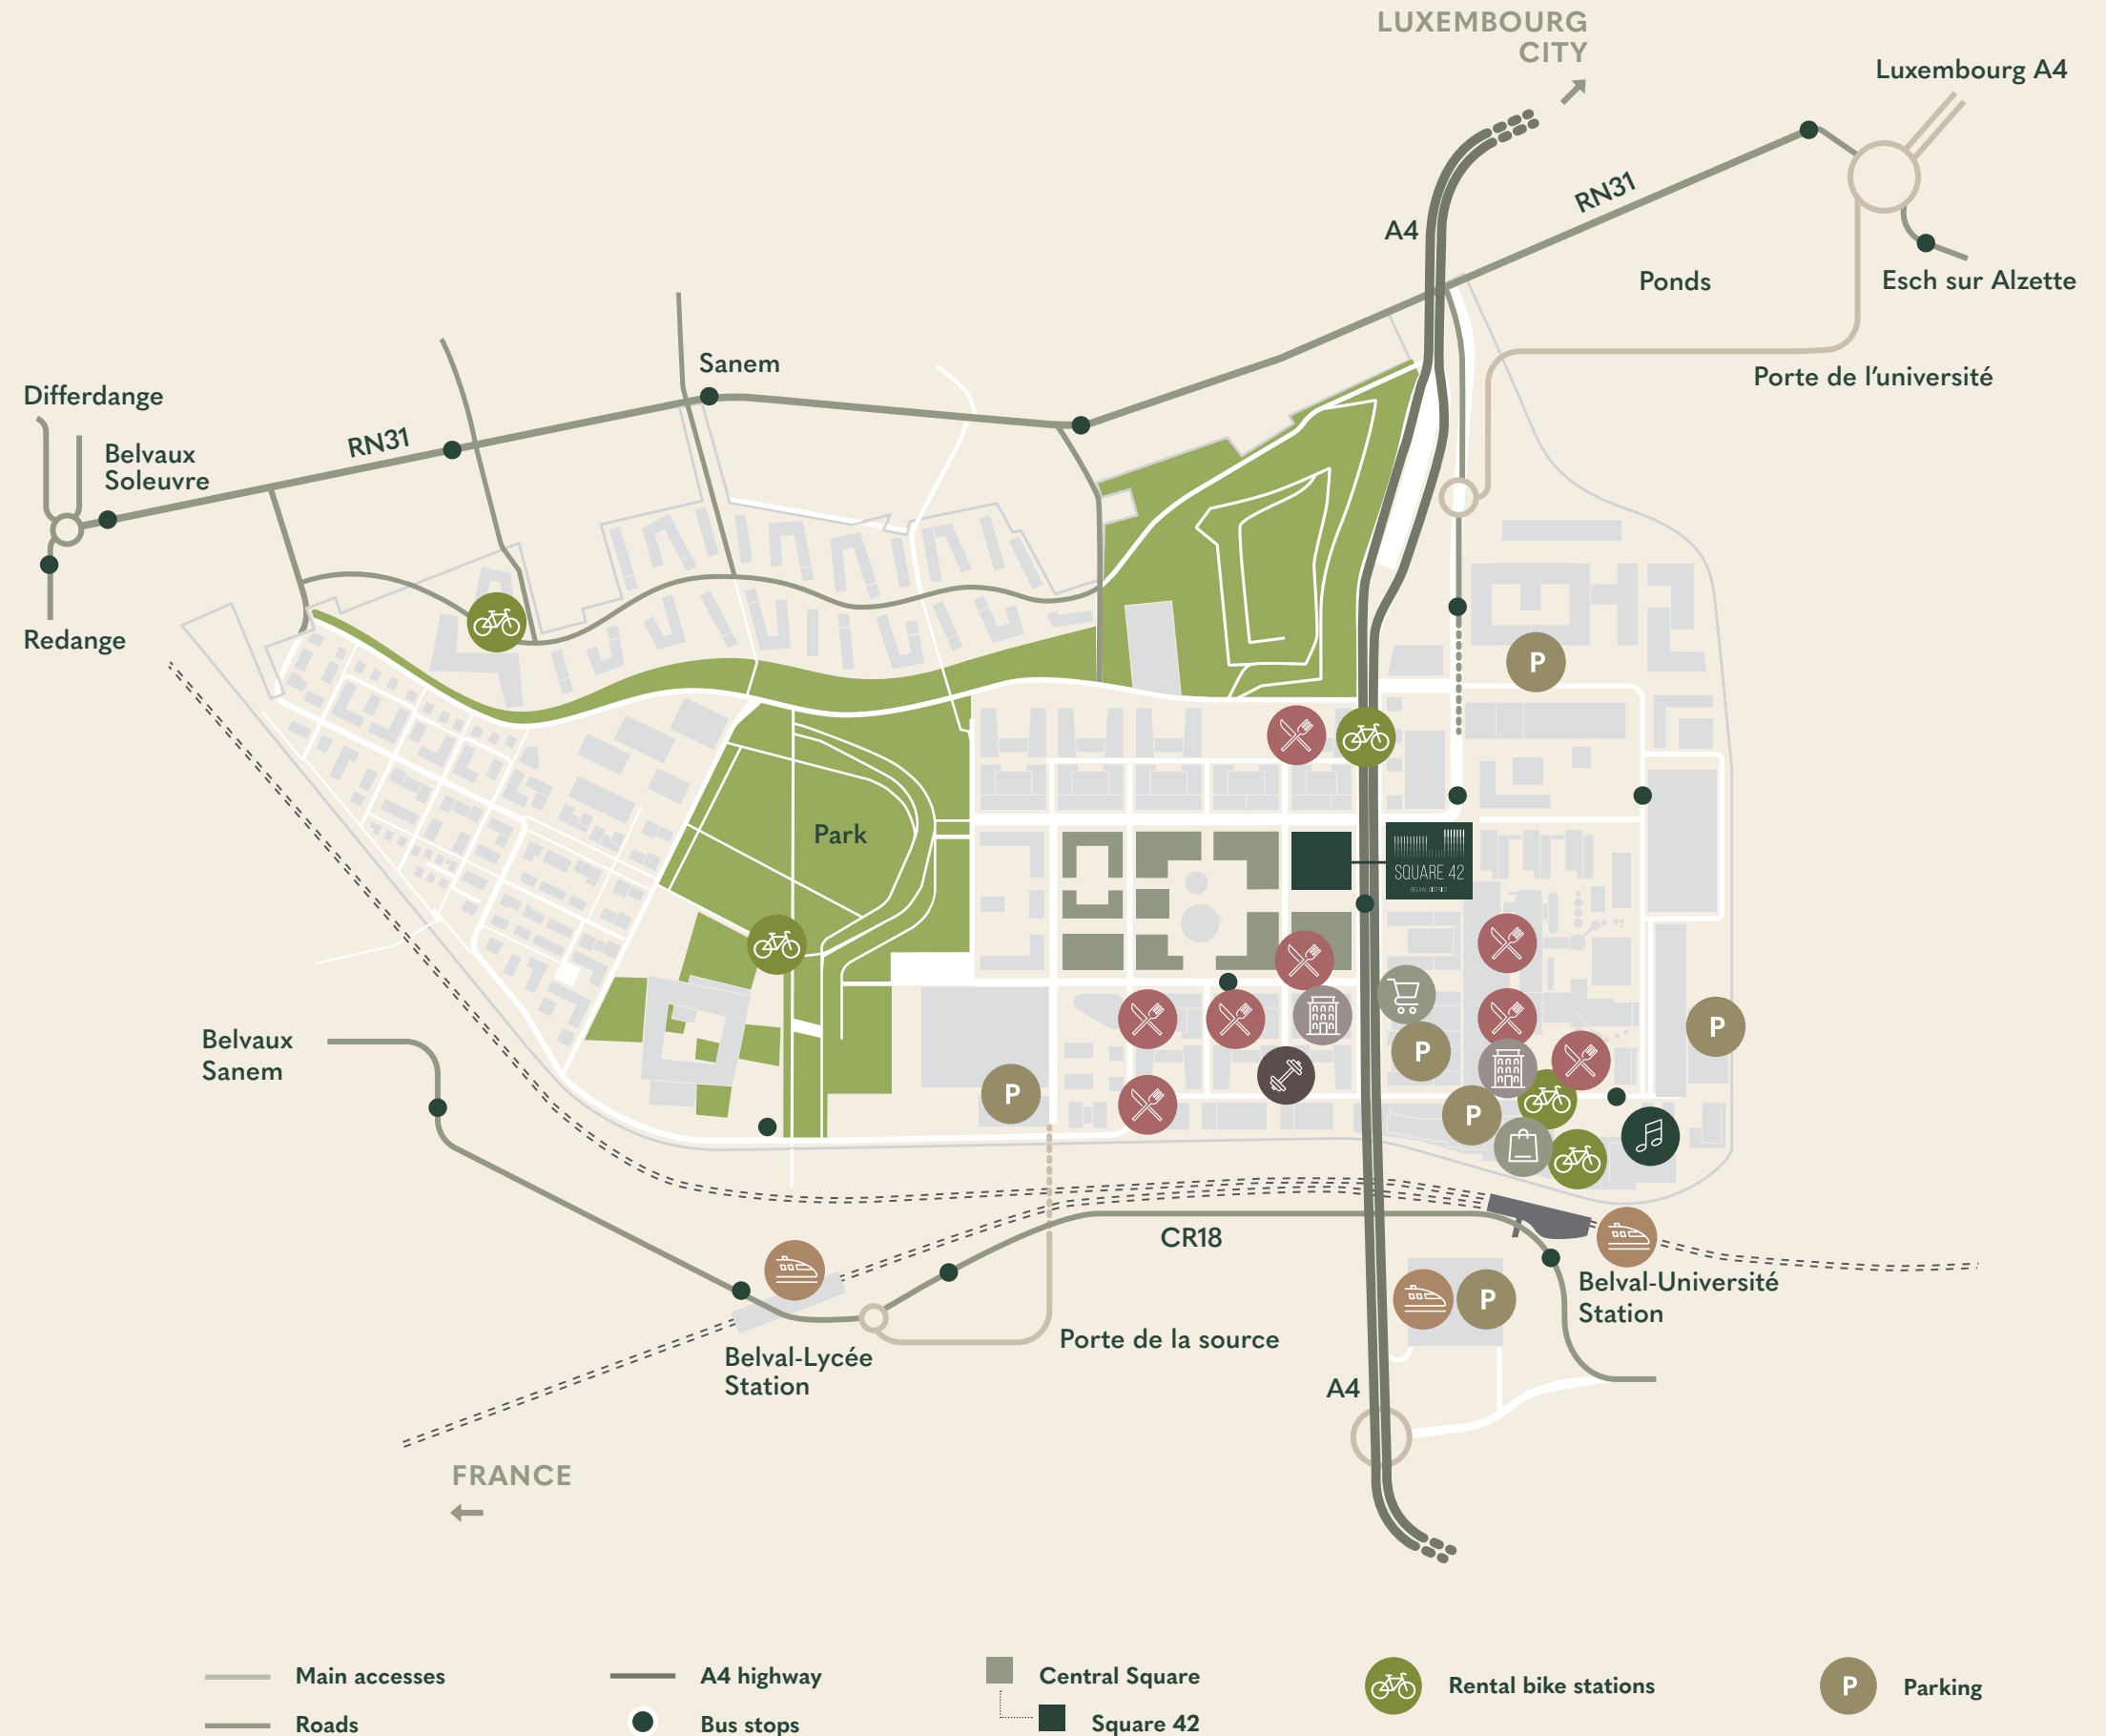 LUXEMBOURG
CITY
Luxembourg A4
RN31
A4
Ponds
Esch sur Alzette
Sanem
Porte de l'université
Differdange
RN31
Belvaux
Soleuvre
Redange
P
Park
SQUARE 42
BELVAL DISTRICT
P
P
P
P
Belvaux
Sanem
CR18
Belval-Université
Station
P
Porte de la source
Belval-Lycée
Station
A4
FRANCE
Main accesses
A4 highway
Central Square
Rental bike stations
P
Parking
Roads
Bus stops
Square 42